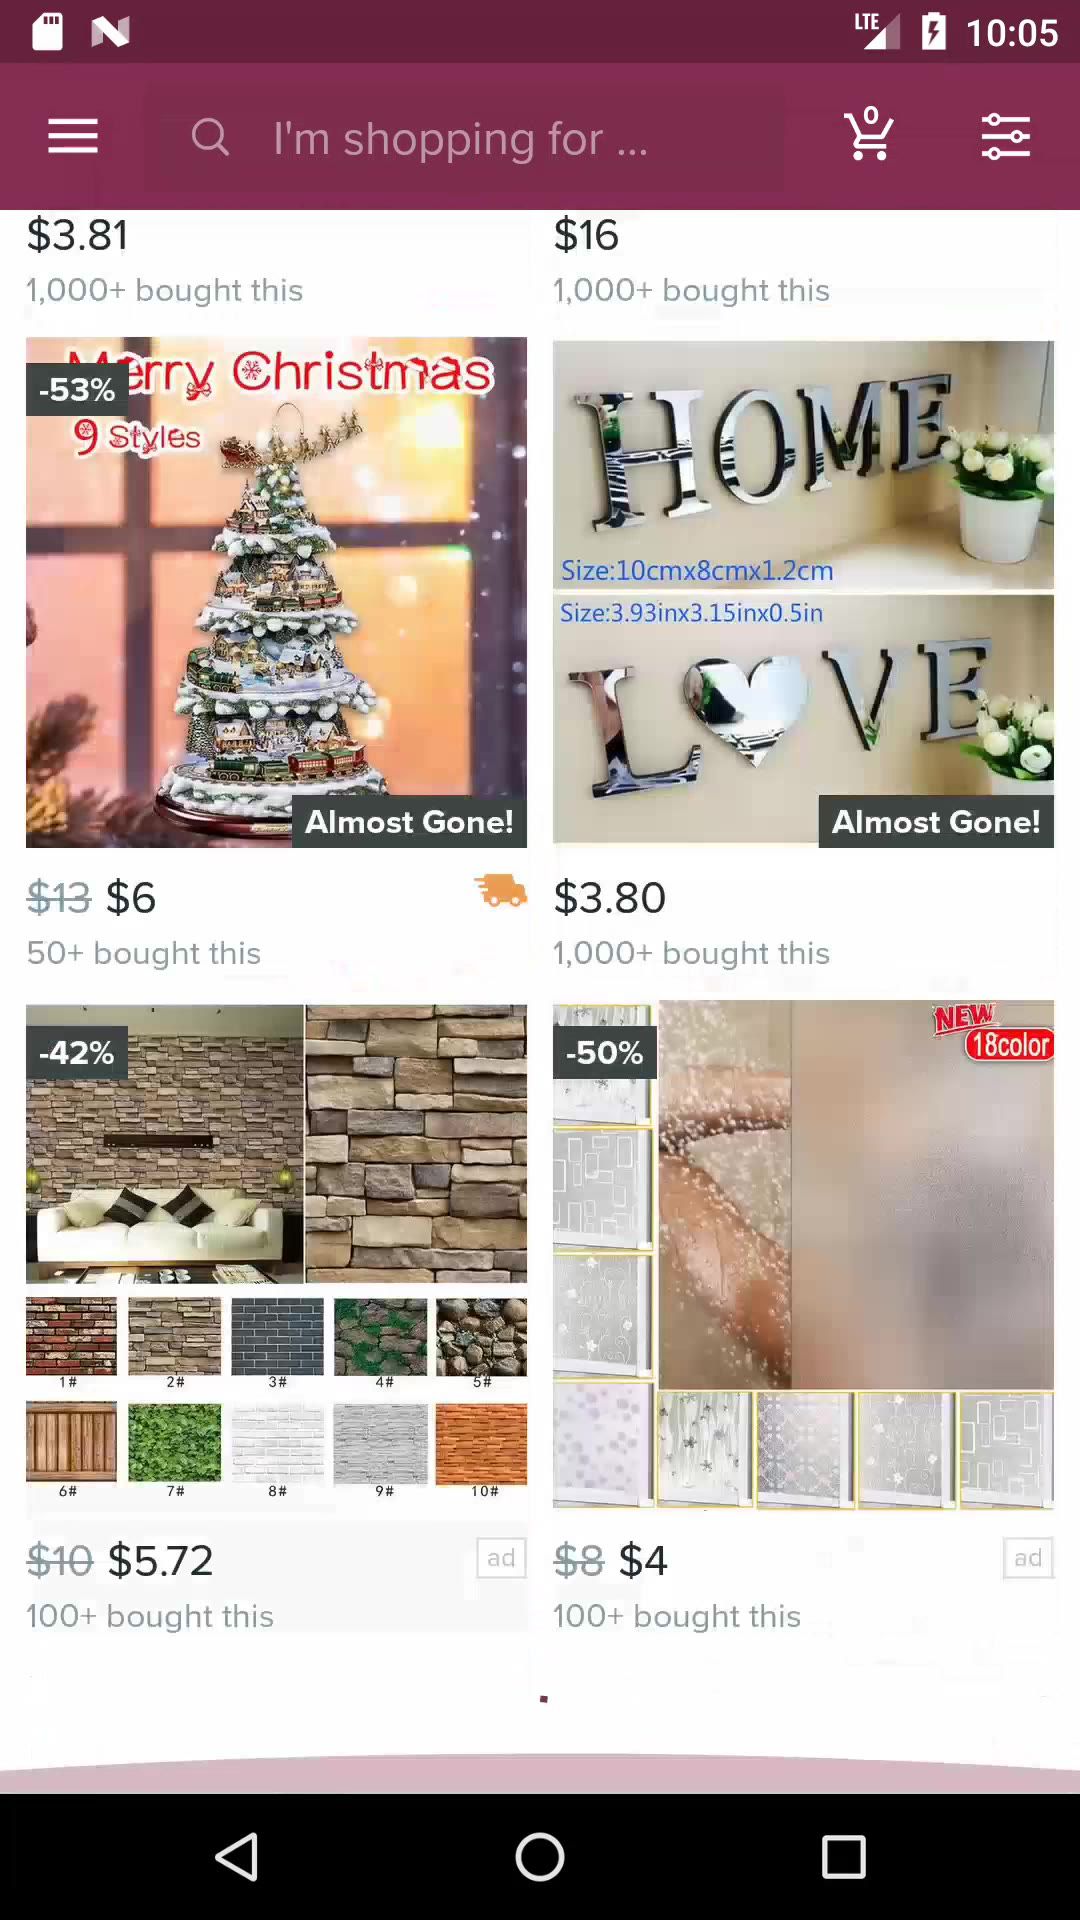 LTE 10:05
I'm shopping for ...
0
$3.81
1,000+ bought this
$16
1,000+ bought this
Merry Christmas
-53%
9 Styles
Almost Gone!
$13 $6
50+ bought this
HOME
Size:10cmx8cmx1.2cm
Size:3.93inx3.15inx0.5in
L VE
Almost Gone!
$3.80
1,000+ bought this
-42%
1# 2# 3# 4# 5#
6# 7# 8# 9# 10#
$10 $5.72
ad
100+ bought this
-50%
NEW
18color
$8 $4
ad
100+ bought this